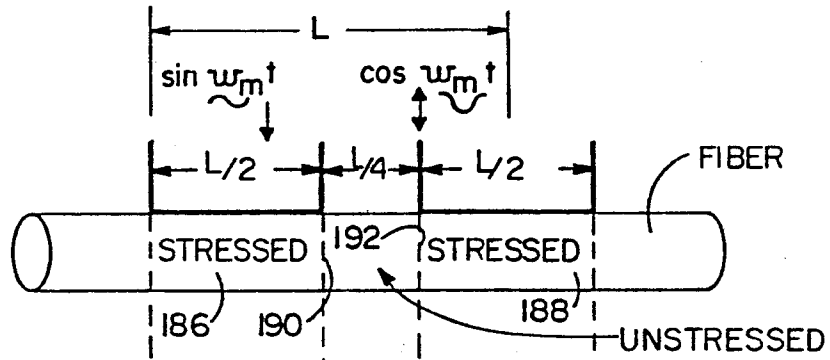 L
sin wmt cos wmt
L/2 L/4 L/2
FIBER
STRESSED 192 STRESSED
186 190 188
UNSTRESSED